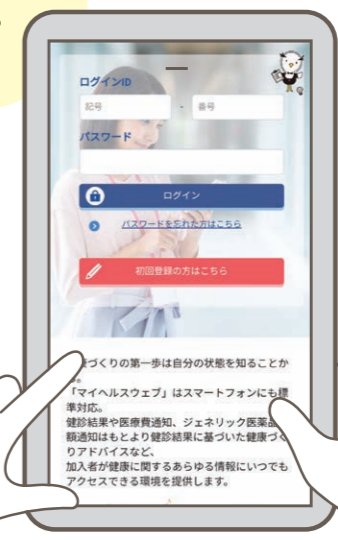 ログインID
記号 - 番号
パスワード
ログイン
パスワードを忘れた方はこちら
初回登録の方はこちら
づくりの第一歩は自分の状態を知ることか
。
「マイヘルスウェブ」はスマートフォンにも標
準対応。
健診結果や医療費通知、ジェネリック医薬品
額通知はもとより健診結果に基づいた健康づく
りアドバイスなど、
加入者が健康に関するあらゆる情報にいつでも
アクセスできる環境を提供します。